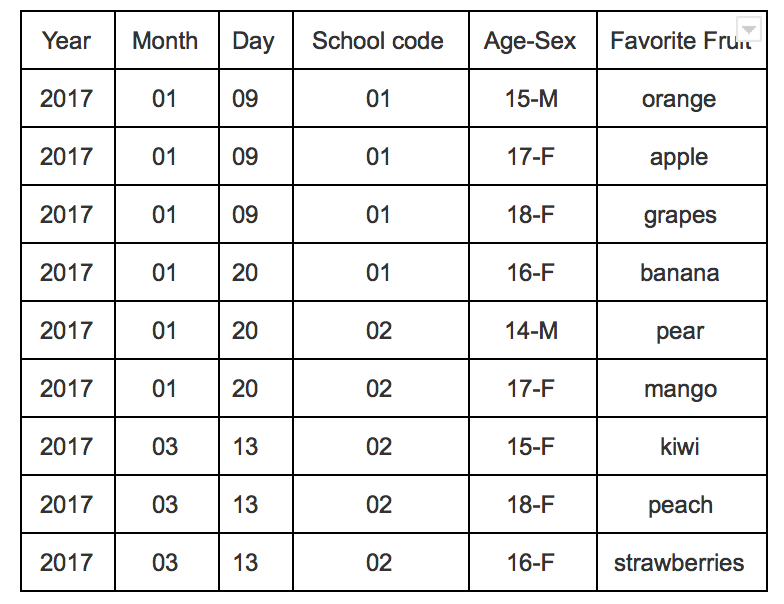 Year Month Day School code Age-Sex Favorite Fruit
2017 01 09 01 15-M orange
2017 01 09 01 17-F apple
2017 01 09 01 18-F grapes
2017 01 20 01 16-F banana
2017 01 20 02 14-M pear
2017 01 20 02 17-F mango
2017 03 13 02 15-F kiwi
2017 03 13 02 18-F peach
2017 03 13 02 16-F strawberries